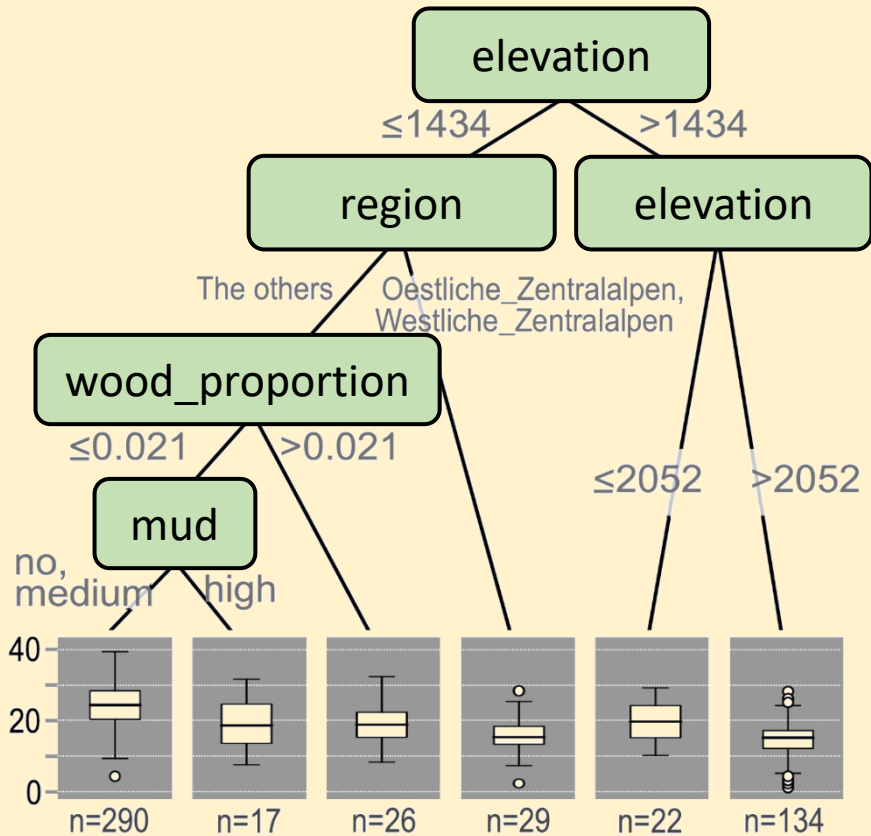 elevation
≤1434
>1434
region
elevation
The others
Oestliche_Zentralalpen,
Westliche_Zentralalpen
wood_proportion
≤0.021
>0.021
≤2052
>2052
mud
no,
medium
high
40
20
0
n=290
n=17
n=26
n=29
n=22
n=134